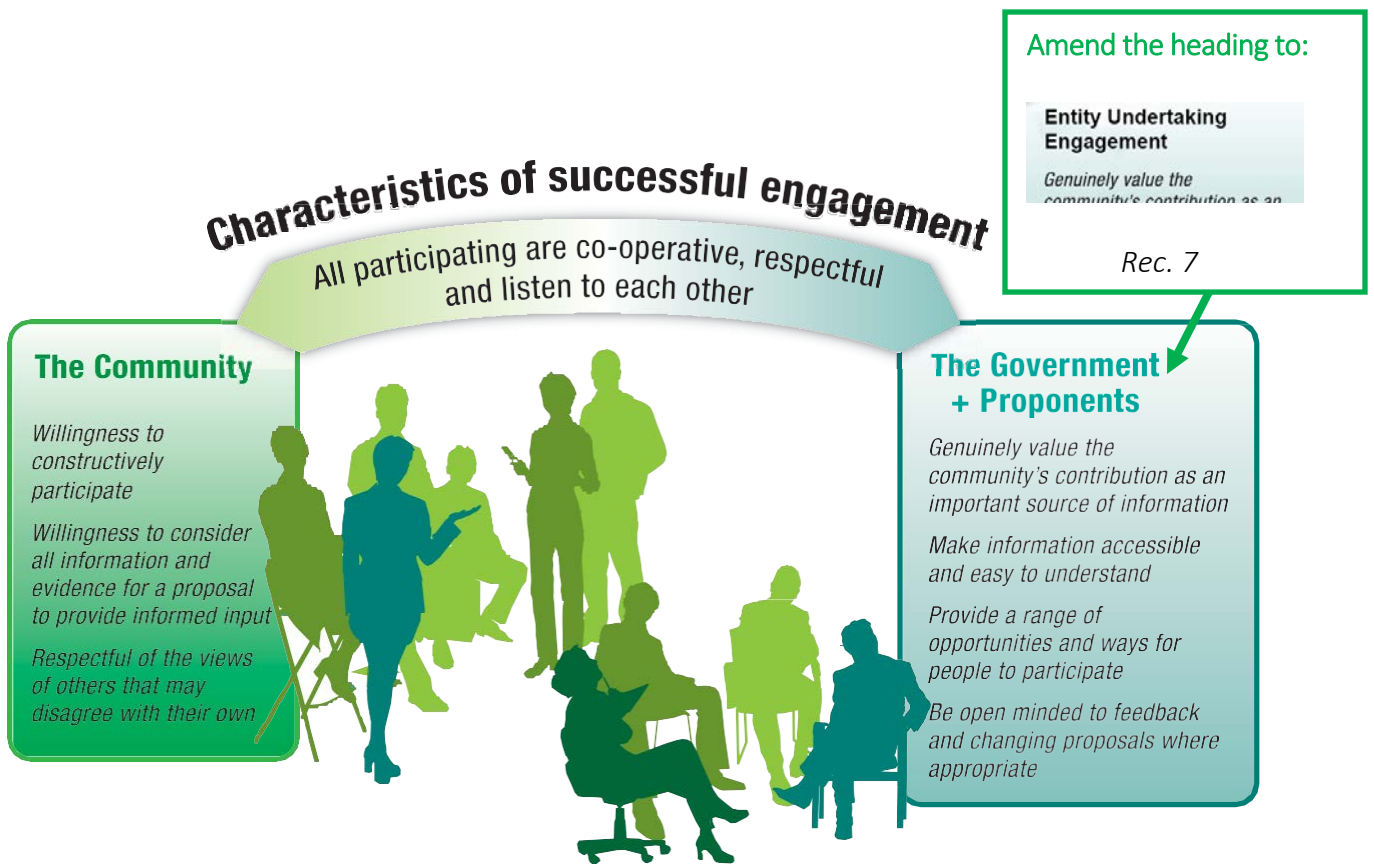 Amend the heading to:
Entity Undertaking
Engagement
Genuinely value the
community's contribution as an
Rec. 7
Characteristics of successful engagement
All participating are co-operative, respectful
and listen to each other
The Community
Willingness to
constructively
participate
Willingness to consider
all information and
evidence for a proposal
to provide informed input
Respectful of the views
of others that may
disagree with their own
The Government
+ Proponents
Genuinely value the
community's contribution as an
important source of information
Make information accessible
and easy to understand
Provide a range of
opportunities and ways for
people to participate
Be open minded to feedback
and changing proposals where
appropriate